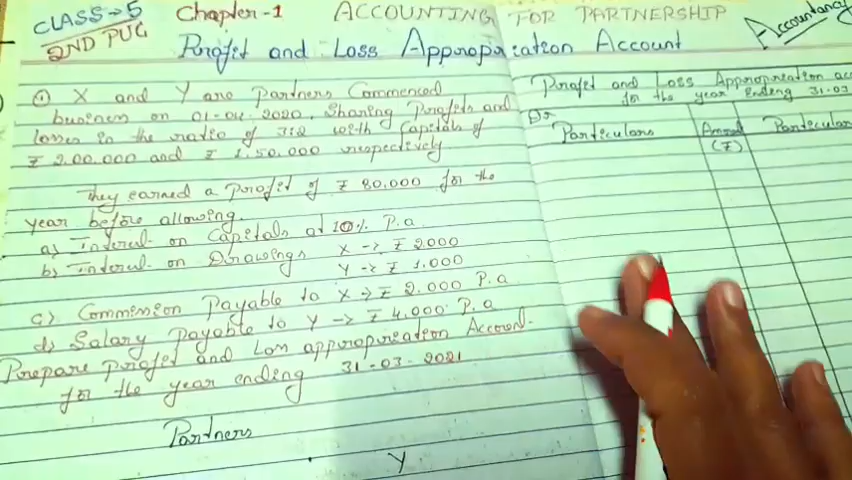 CLASS → 5
2ND PUC
Chapter-1
ACCOUNTING FOR PARTNERSHIP
Accountancy
Profit and Loss Appropriation Account
① X and Y are Partners Commenced
business on 01-04-2020, Sharing Profits and
losses in the ratio of 3:2 with Capitals of
₹ 2,00,000 and ₹ 1,50,000 respectively
They earned a profit of ₹ 80,000 for the
year before allowing.
a) Interest on Capitals at 10% P.a
b) Interest on Drawings X → ₹ 2,000
Y → ₹ 1,000
c) Commission Payable to X → ₹ 2,000 P.a
d) Salary Payable to Y → ₹ 4,000 P.a
Prepare Profit and Loss appropriation Account
for the year ending 31-03-2021
Partners
Y
Profit and Loss Appropriation acc
for the year Ending 31-03
Dr
Particulars
(₹)
Particular